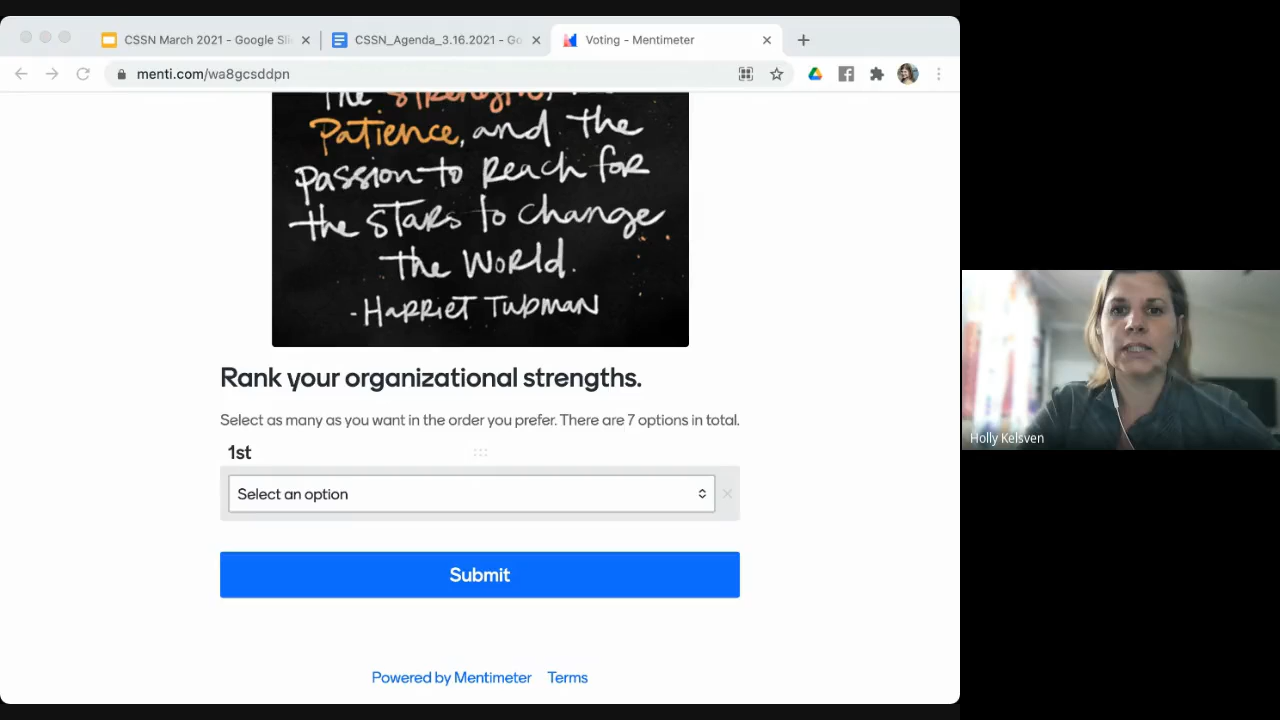 CSSN March 2021 - Google Sli
CSSN_Agenda_3.16.2021 - Go
Voting - Mentimeter
menti.com/wa8gcsddpn
The Strength,
Patience, and the
passion to Reach for
the Stars to change
the World.
-Harriet Tubman
Rank your organizational strengths.
Select as many as you want in the order you prefer. There are 7 options in total.
1st
Select an option
Submit
Powered by Mentimeter Terms
Holly Kelsven